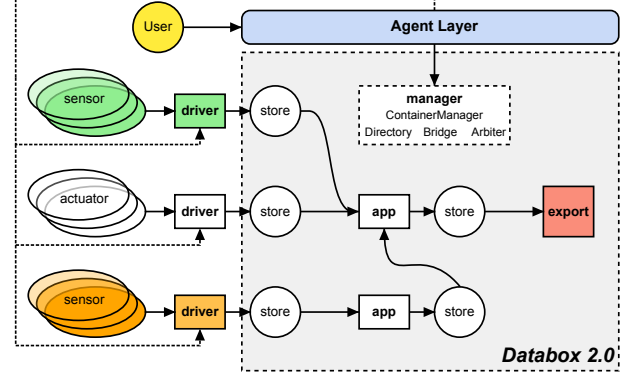 User
Agent Layer
manager
ContainerManager
Directory Bridge Arbiter
sensor
driver
store
actuator
driver
store
app
store
export
sensor
driver
store
app
store
Databox 2.0